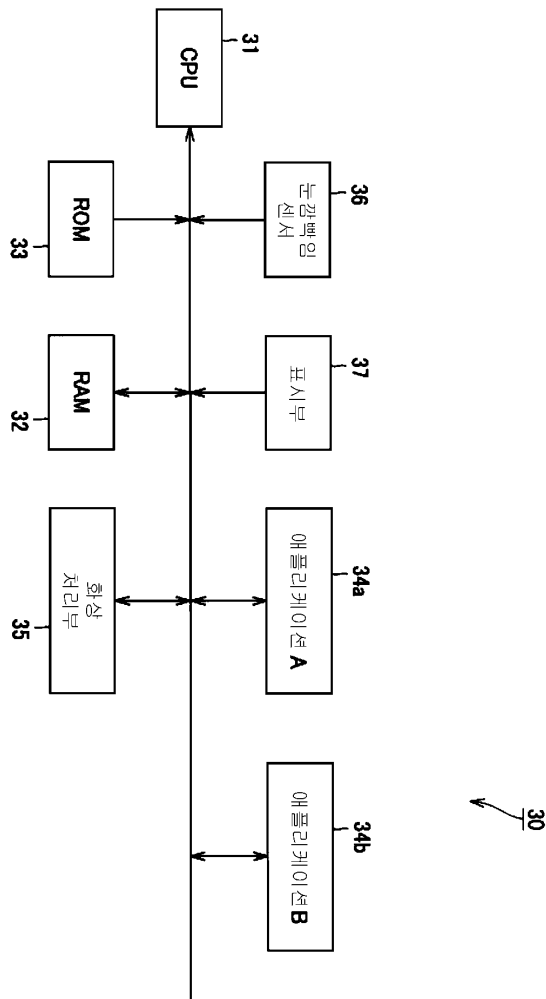 30
31
CPU
36
눈깜빡임
센서
37
표시부
34a
애플리케이션 A
34b
애플리케이션 B
ROM
33
RAM
32
화상
처리부
35